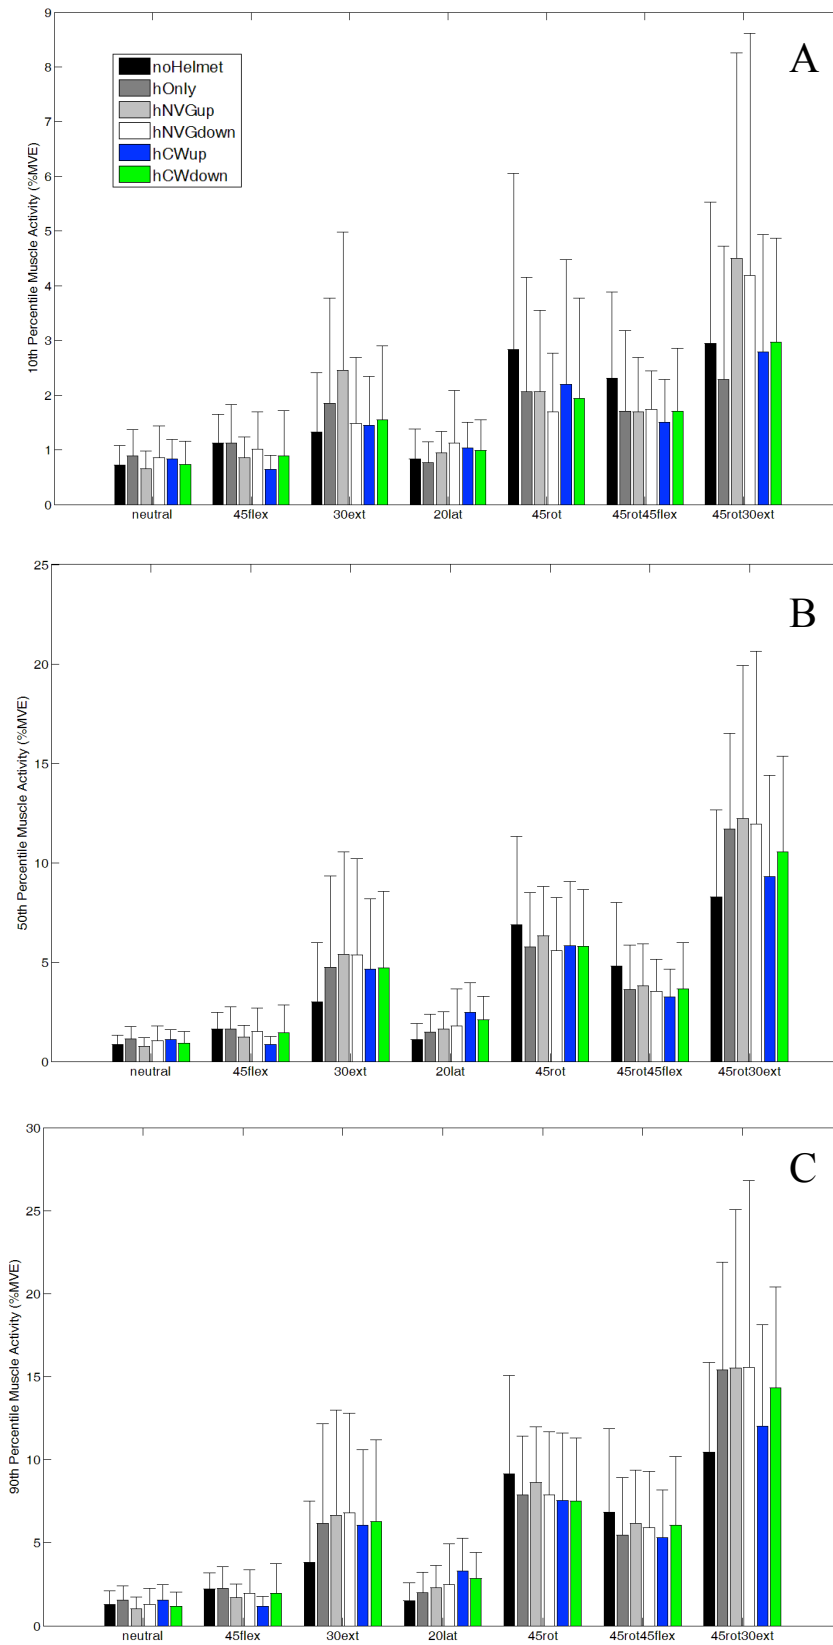 A
9
8
7
6
5
4
3
2
1
0
10th Percentile Muscle Activity (%MVE)
noHelmet
hOnly
hNVGup
hNVGdown
hCWup
hCWdown
neutral 45flex 30ext 20lat 45rot 45rot45flex 45rot30ext
B
25
20
15
10
5
0
50th Percentile Muscle Activity (%MVE)
neutral 45flex 30ext 20lat 45rot 45rot45flex 45rot30ext
C
30
25
20
15
10
5
0
90th Percentile Muscle Activity (%MVE)
neutral 45flex 30ext 20lat 45rot 45rot45flex 45rot30ext